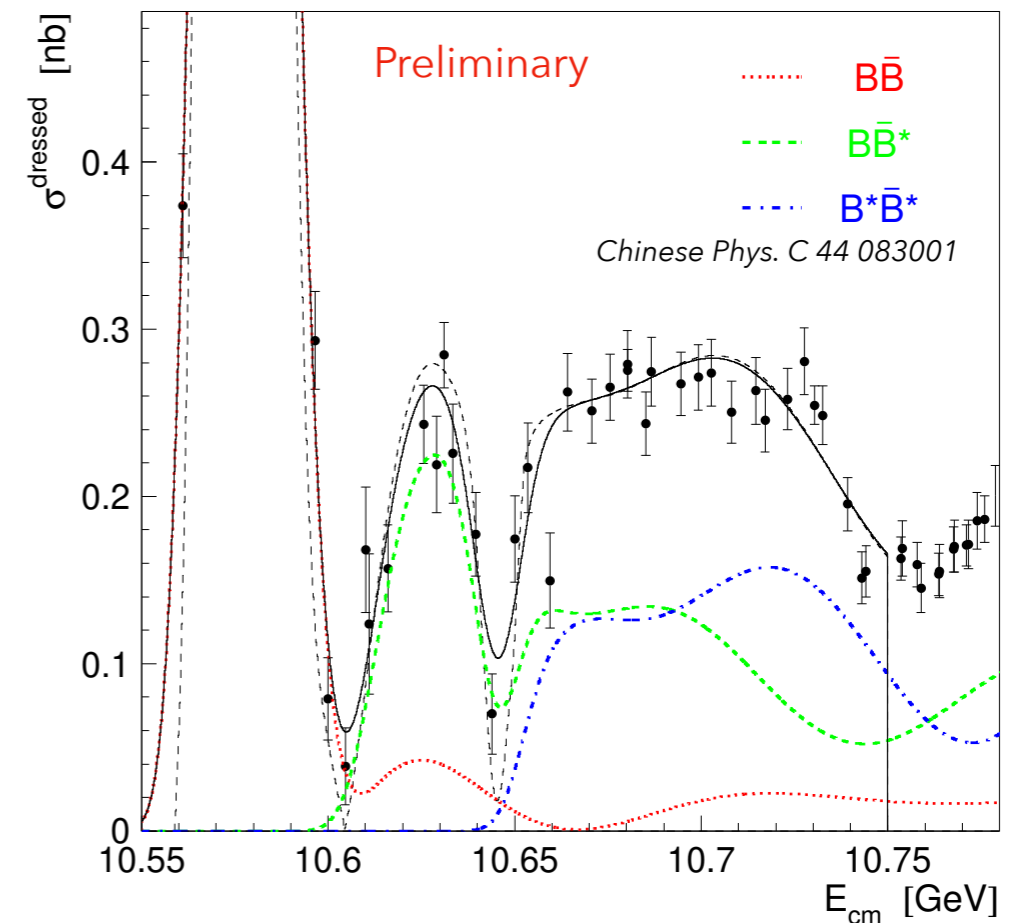 σ^dressed [nb]
Preliminary
BB̄
BB̄*
B*B̄*
Chinese Phys. C 44 083001
0.4
0.3
0.2
0.1
0
10.55 10.6 10.65 10.7 10.75
E_cm [GeV]